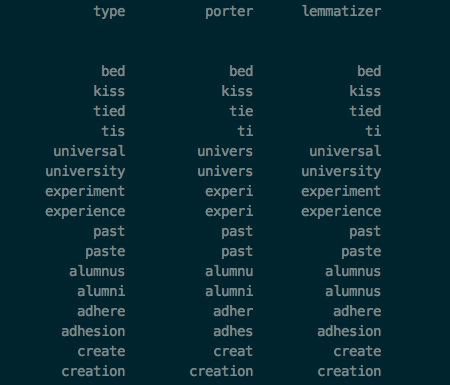 type porter lemmatizer
bed bed bed
kiss kiss kiss
tied tie tied
tis ti ti
universal univers universal
university univers university
experiment experi experiment
experience experi experience
past past past
paste past paste
alumnus alumnu alumnus
alumni alumni alumnus
adhere adher adhere
adhesion adhes adhesion
create creat create
creation creation creation